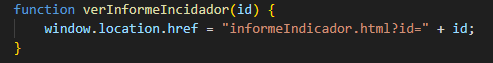 function verInformeIncidador(id) {
    window.location.href = "informeIndicador.html?id=" + id;
}